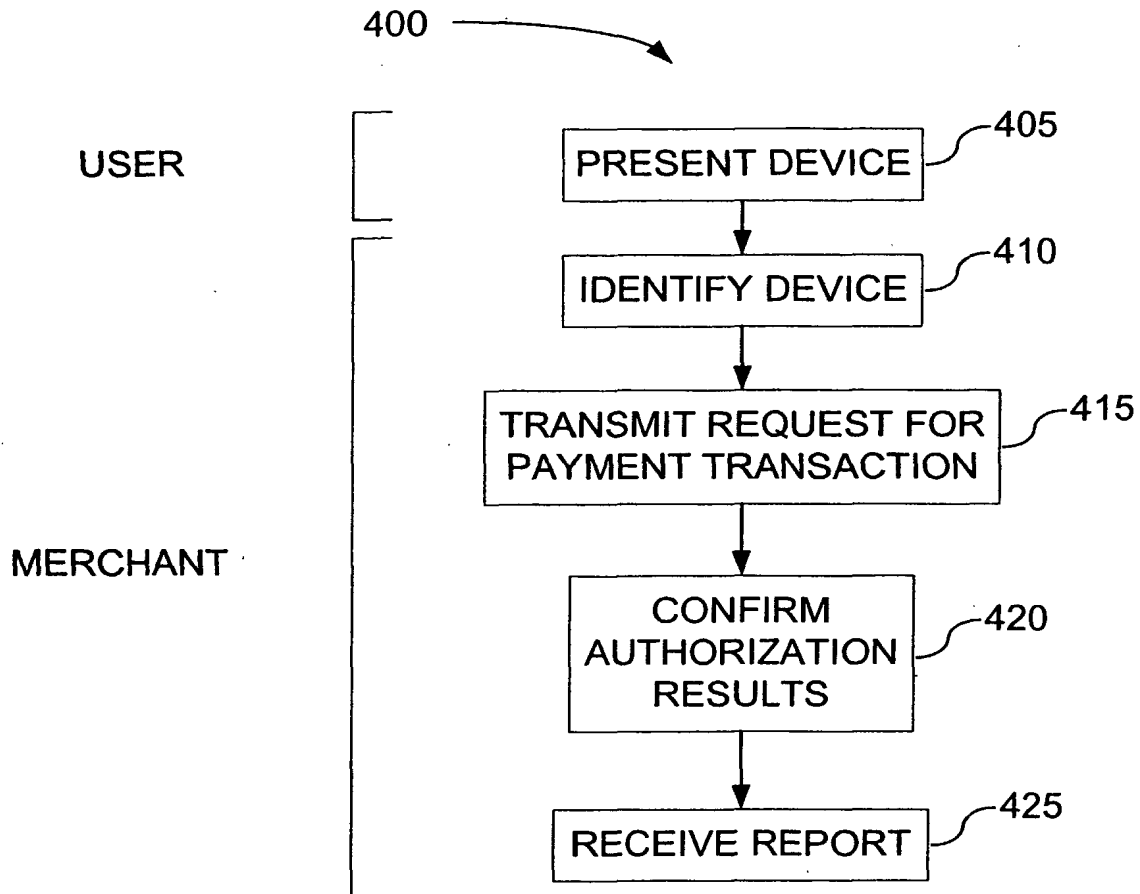 400
USER
PRESENT DEVICE
405
IDENTIFY DEVICE
410
MERCHANT
TRANSMIT REQUEST FOR
PAYMENT TRANSACTION
415
CONFIRM
AUTHORIZATION
RESULTS
420
RECEIVE REPORT
425